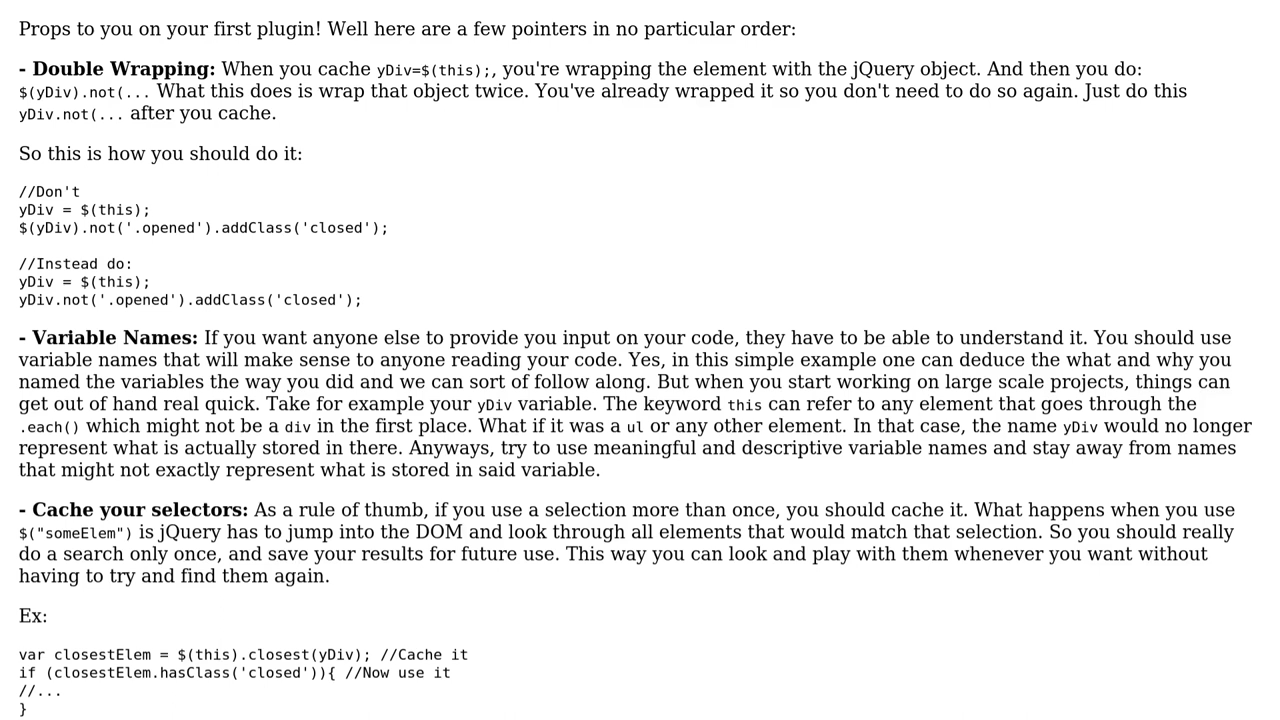 Props to you on your first plugin! Well here are a few pointers in no particular order:
- Double Wrapping: When you cache yDiv=$(this);, you're wrapping the element with the jQuery object. And then you do:
$(yDiv).not(... What this does is wrap that object twice. You've already wrapped it so you don't need to do so again. Just do this
yDiv.not(... after you cache.
So this is how you should do it:
//Don't
yDiv = $(this);
$(yDiv).not('.opened').addClass('closed');
//Instead do:
yDiv = $(this);
yDiv.not('.opened').addClass('closed');
- Variable Names: If you want anyone else to provide you input on your code, they have to be able to understand it. You should use
variable names that will make sense to anyone reading your code. Yes, in this simple example one can deduce the what and why you
named the variables the way you did and we can sort of follow along. But when you start working on large scale projects, things can
get out of hand real quick. Take for example your yDiv variable. The keyword this can refer to any element that goes through the
.each() which might not be a div in the first place. What if it was a ul or any other element. In that case, the name yDiv would no longer
represent what is actually stored in there. Anyways, try to use meaningful and descriptive variable names and stay away from names
that might not exactly represent what is stored in said variable.
- Cache your selectors: As a rule of thumb, if you use a selection more than once, you should cache it. What happens when you use
$("someElem") is jQuery has to jump into the DOM and look through all elements that would match that selection. So you should really
do a search only once, and save your results for future use. This way you can look and play with them whenever you want without
having to try and find them again.
Ex:
var closestElem = $(this).closest(yDiv); //Cache it
if (closestElem.hasClass('closed')){ //Now use it
//...
}